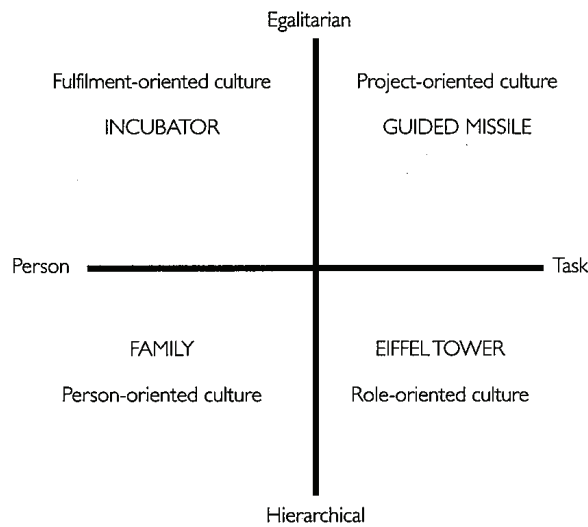 Egalitarian
Fulfilment-oriented culture
Project-oriented culture
INCUBATOR
GUIDED MISSILE
Person
Task
FAMILY
EIFFEL TOWER
Person-oriented culture
Role-oriented culture
Hierarchical